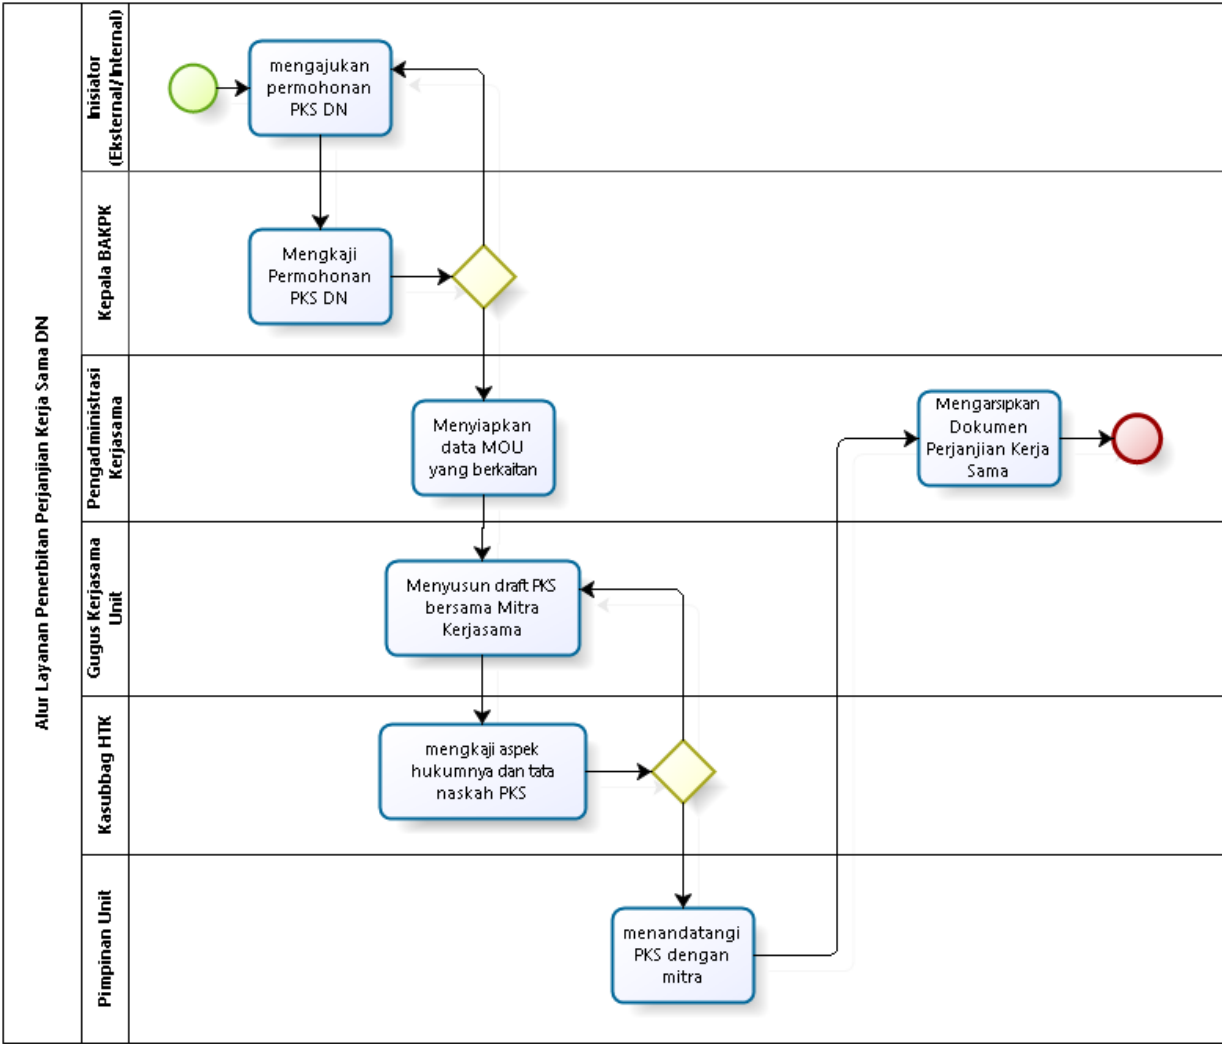 Alur Layanan Penerbitan Perjanjian Kerja Sama DN
Inisiator
(Eksternal/Internal)
mengajukan
permohonan
PKS DN
Kepala BAKPK
Mengkaji
Permohonan
PKS DN
Pengadministrasi
Kerjasama
Menyiapkan
data MOU
yang berkaitan
Mengarsipkan
Dokumen
Perjanjian Kerja
Sama
Gugus Kerjasama
Unit
Menyusun draft PKS
bersama Mitra
Kerjasama
Kasubbag HTK
mengkaji aspek
hukumnya dan tata
naskah PKS
Pimpinan Unit
menandatangi
PKS dengan
mitra